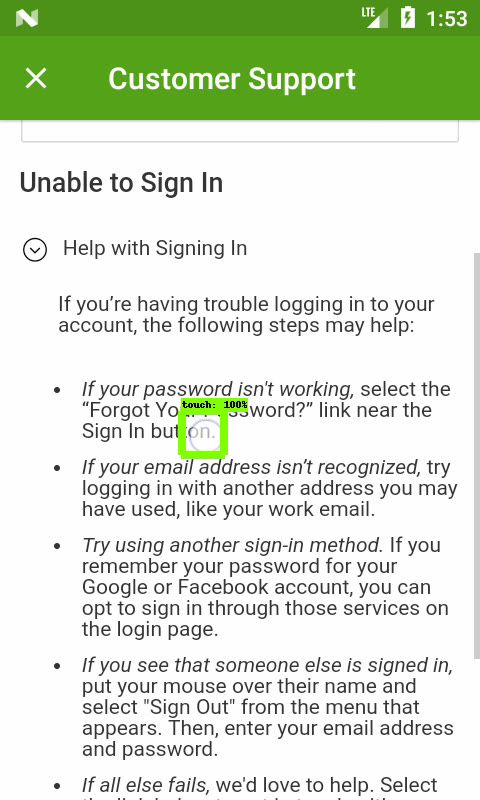 LTE 1:53
Customer Support
Unable to Sign In
Help with Signing In
If you’re having trouble logging in to your
account, the following steps may help:
• If your password isn't working, select the
touch: 100%
“Forgot Your Password?” link near the
Sign In button.
• If your email address isn’t recognized, try
logging in with another address you may
have used, like your work email.
• Try using another sign-in method. If you
remember your password for your
Google or Facebook account, you can
opt to sign in through those services on
the login page.
• If you see that someone else is signed in,
put your mouse over their name and
select "Sign Out" from the menu that
appears. Then, enter your email address
and password.
• If all else fails, we'd love to help. Select